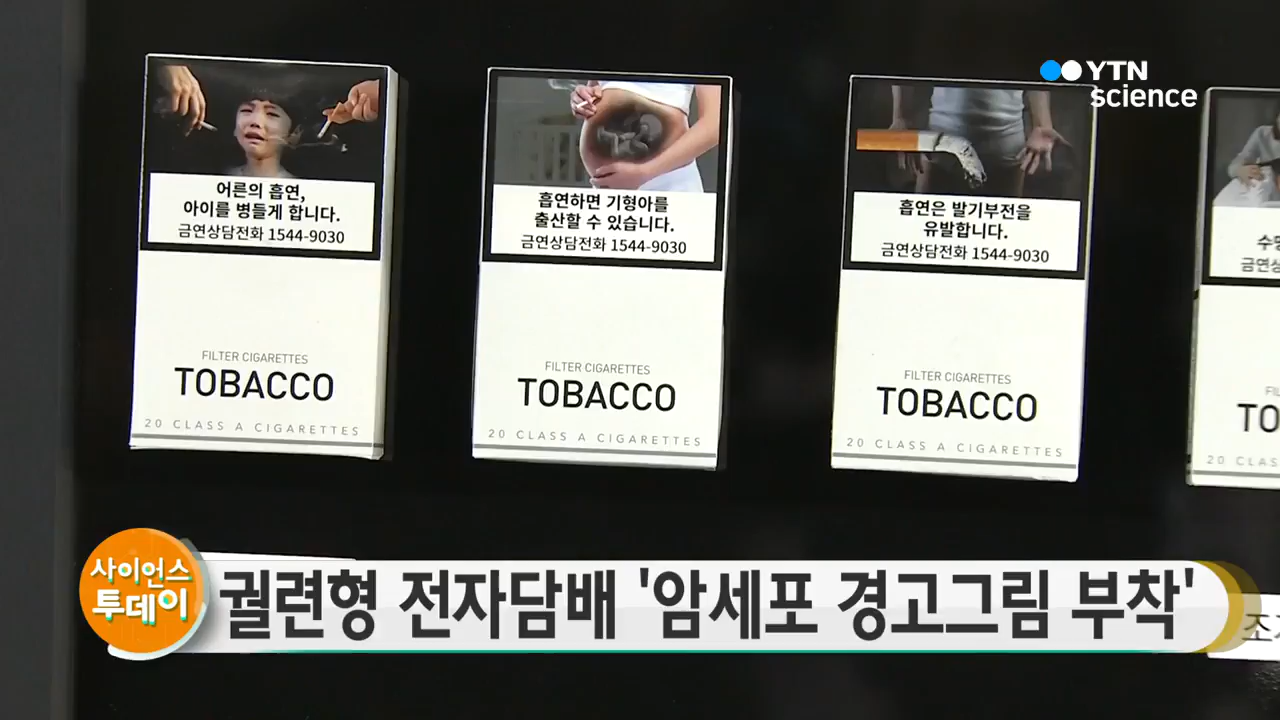 YTN
science
어른의 흡연,
아이를 병들게 합니다.
금연상담전화 1544-9030
FILTER CIGARETTES
TOBACCO
20 CLASS A CIGARETTES
흡연하면 기형아를
출산할 수 있습니다.
금연상담전화 1544-9030
FILTER CIGARETTES
TOBACCO
20 CLASS A CIGARETTES
흡연은 발기부전을
유발합니다.
금연상담전화 1544-9030
FILTER CIGARETTES
TOBACCO
20 CLASS A CIGARETTES
사이언스
투데이
궐련형 전자담배 '암세포 경고그림 부착'